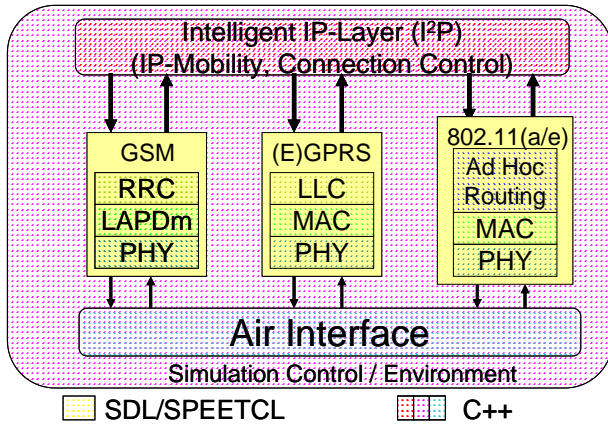 Intelligent IP-Layer (I²P)
(IP-Mobility, Connection Control)
GSM
RRC
LAPDm
PHY
(E)GPRS
LLC
MAC
PHY
802.11(a/e)
Ad Hoc
Routing
MAC
PHY
Air Interface
Simulation Control / Environment
SDL/SPEETCL
C++